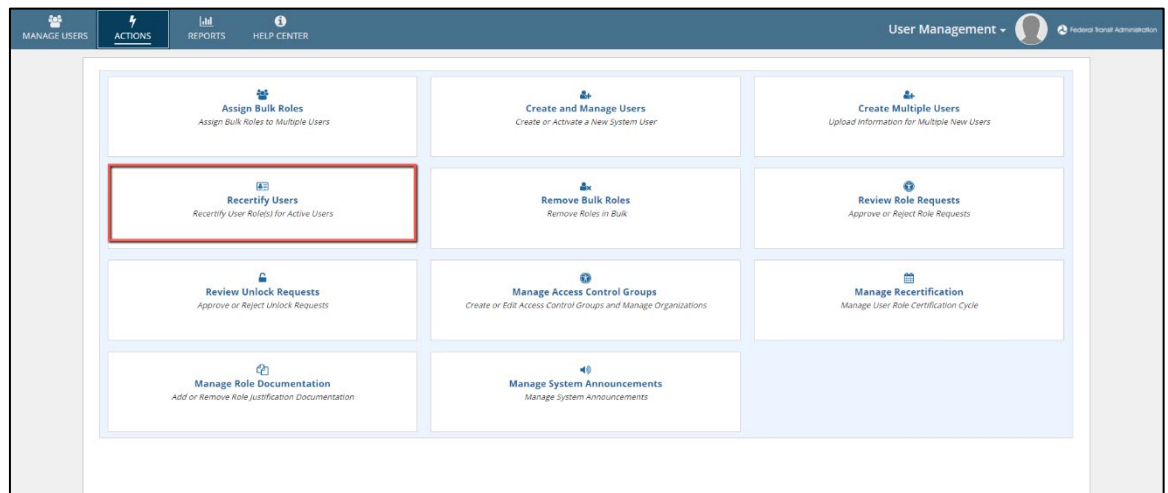 MANAGE USERS
ACTIONS
REPORTS
HELP CENTER
User Management
Federal Transit Administration
Assign Bulk Roles
Assign Bulk Roles to Multiple Users
Create and Manage Users
Create or Activate a New System User
Create Multiple Users
Upload Information for Multiple New Users
Recertify Users
Recertify User Role(s) for Active Users
Remove Bulk Roles
Remove Roles in Bulk
Review Role Requests
Approve or Reject Role Requests
Review Unlock Requests
Approve or Reject Unlock Requests
Manage Access Control Groups
Create or Edit Access Control Groups and Manage Organizations
Manage Recertification
Manage User Role Certification Cycle
Manage Role Documentation
Add or Remove Role Justification Documentation
Manage System Announcements
Manage System Announcements